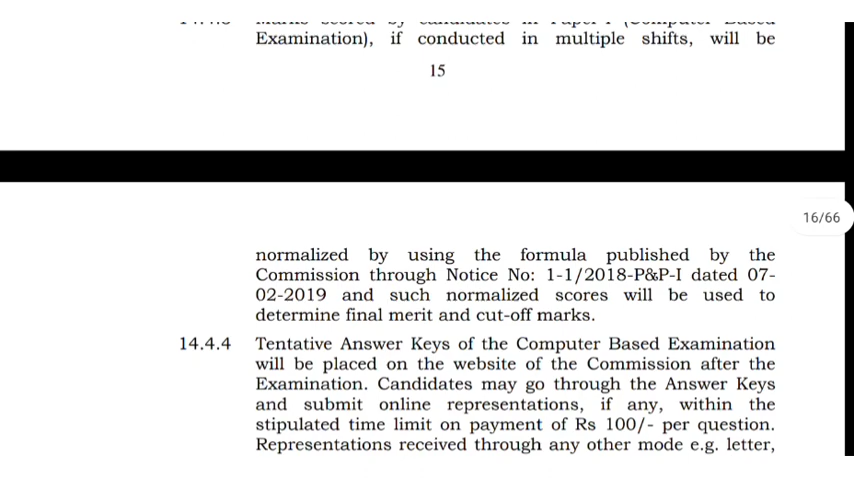 Examination), if conducted in multiple shifts, will be
15
16/66
normalized by using the formula published by the
Commission through Notice No: 1-1/2018-P&P-I dated 07-
02-2019 and such normalized scores will be used to
determine final merit and cut-off marks.
14.4.4 Tentative Answer Keys of the Computer Based Examination
will be placed on the website of the Commission after the
Examination. Candidates may go through the Answer Keys
and submit online representations, if any, within the
stipulated time limit on payment of Rs 100/- per question.
Representations received through any other mode e.g. letter,